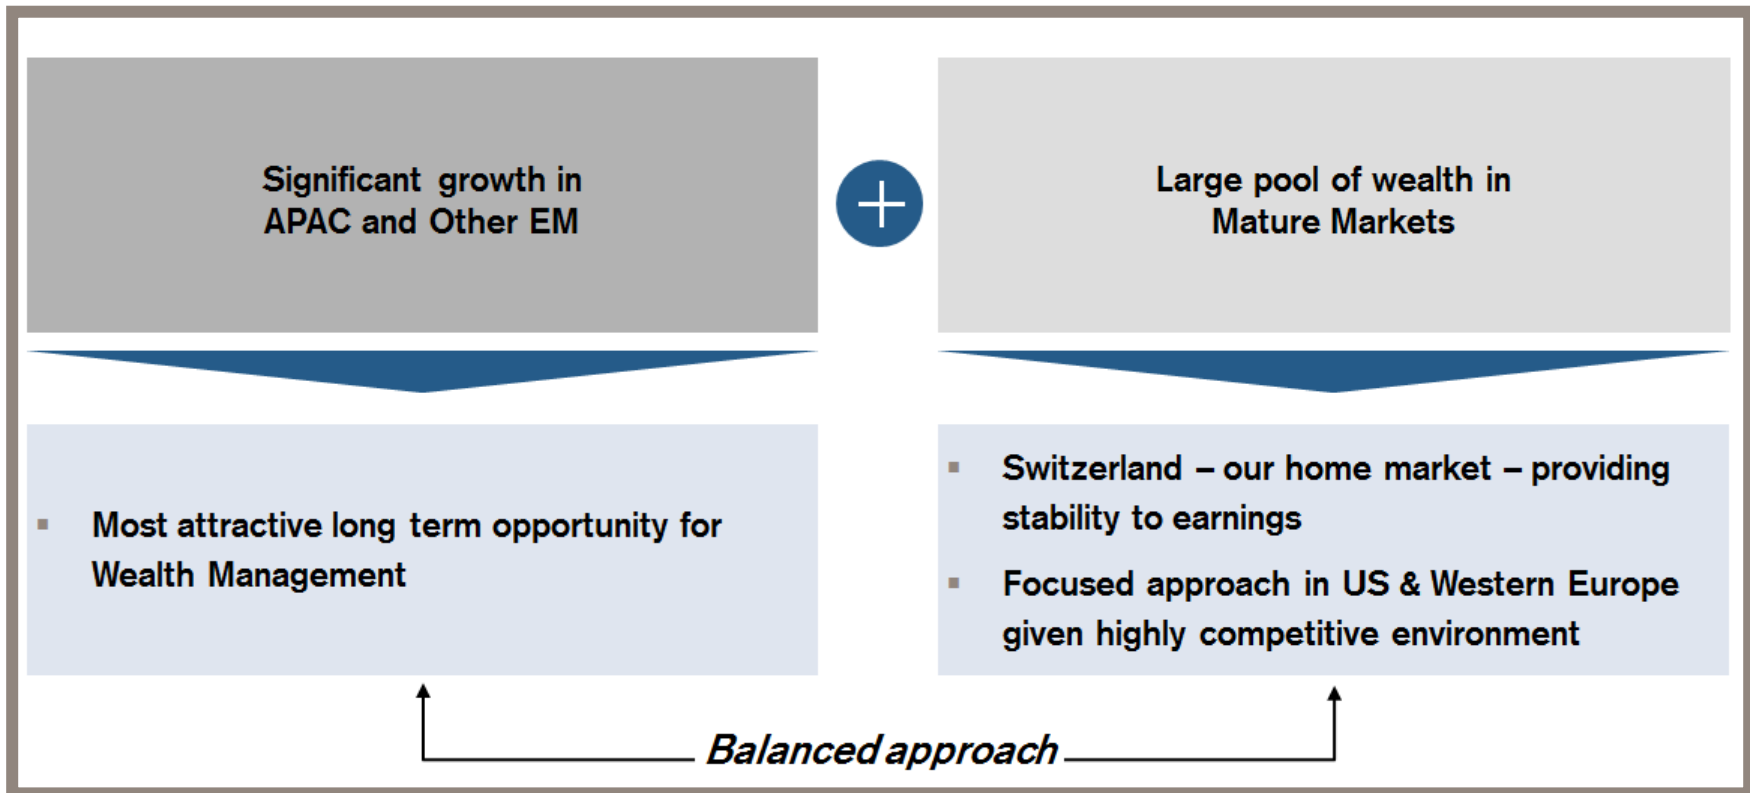 Significant growth in
APAC and Other EM
Large pool of wealth in
Mature Markets
▪ Most attractive long term opportunity for
Wealth Management
▪ Switzerland – our home market – providing
stability to earnings
▪ Focused approach in US & Western Europe
given highly competitive environment
Balanced approach